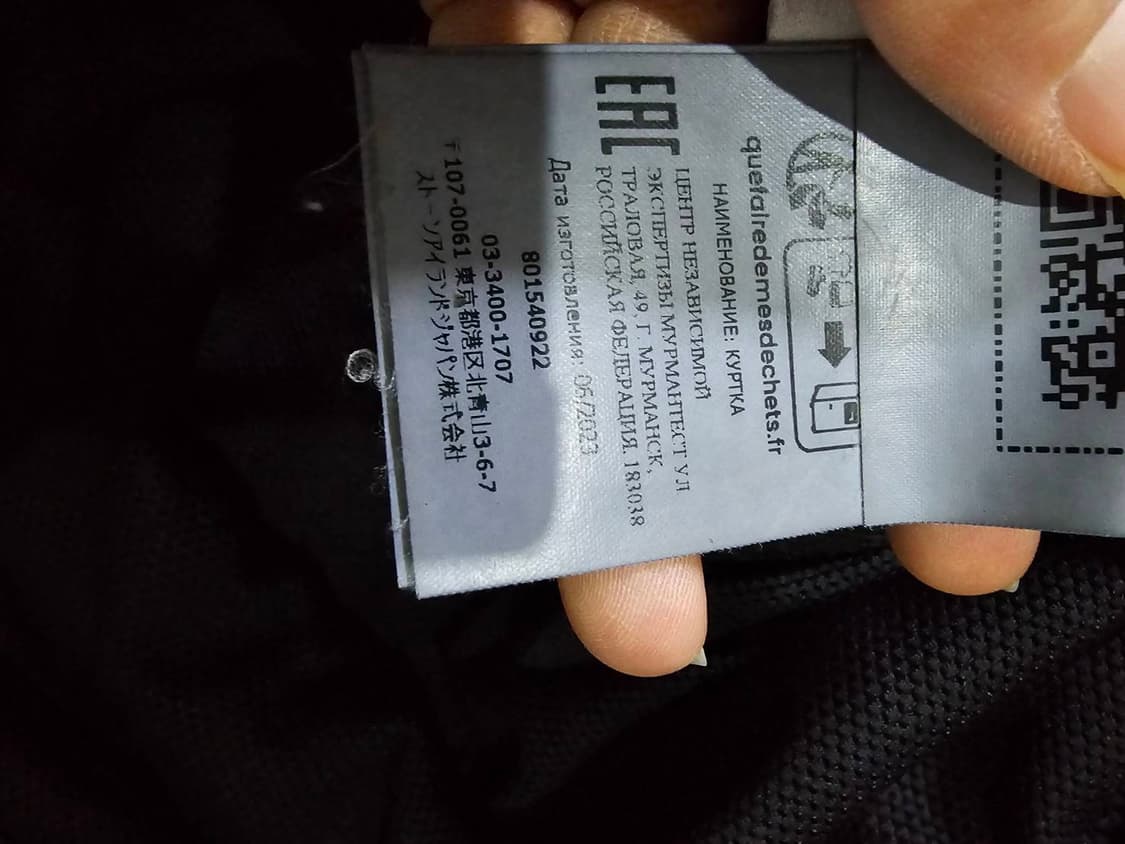 quefairedemesdechets.fr
НАИМЕНОВАНИЕ: КУРТКА
EAC
ЦЕНТР НЕЗАВИСИМОЙ
ЭКСПЕРТИЗЫ МУРМАНТЕСТ УЛ
ТРАЛОВАЯ, 49, Г. МУРМАНСК,
РОССИЙСКАЯ ФЕДЕРАЦИЯ. 183038
Дата изготовления: 06/2023
801540922
03-3400-1707
〒107-0061 東京都港区北青山3-6-7
ストーンアイランドジャパン株式会社